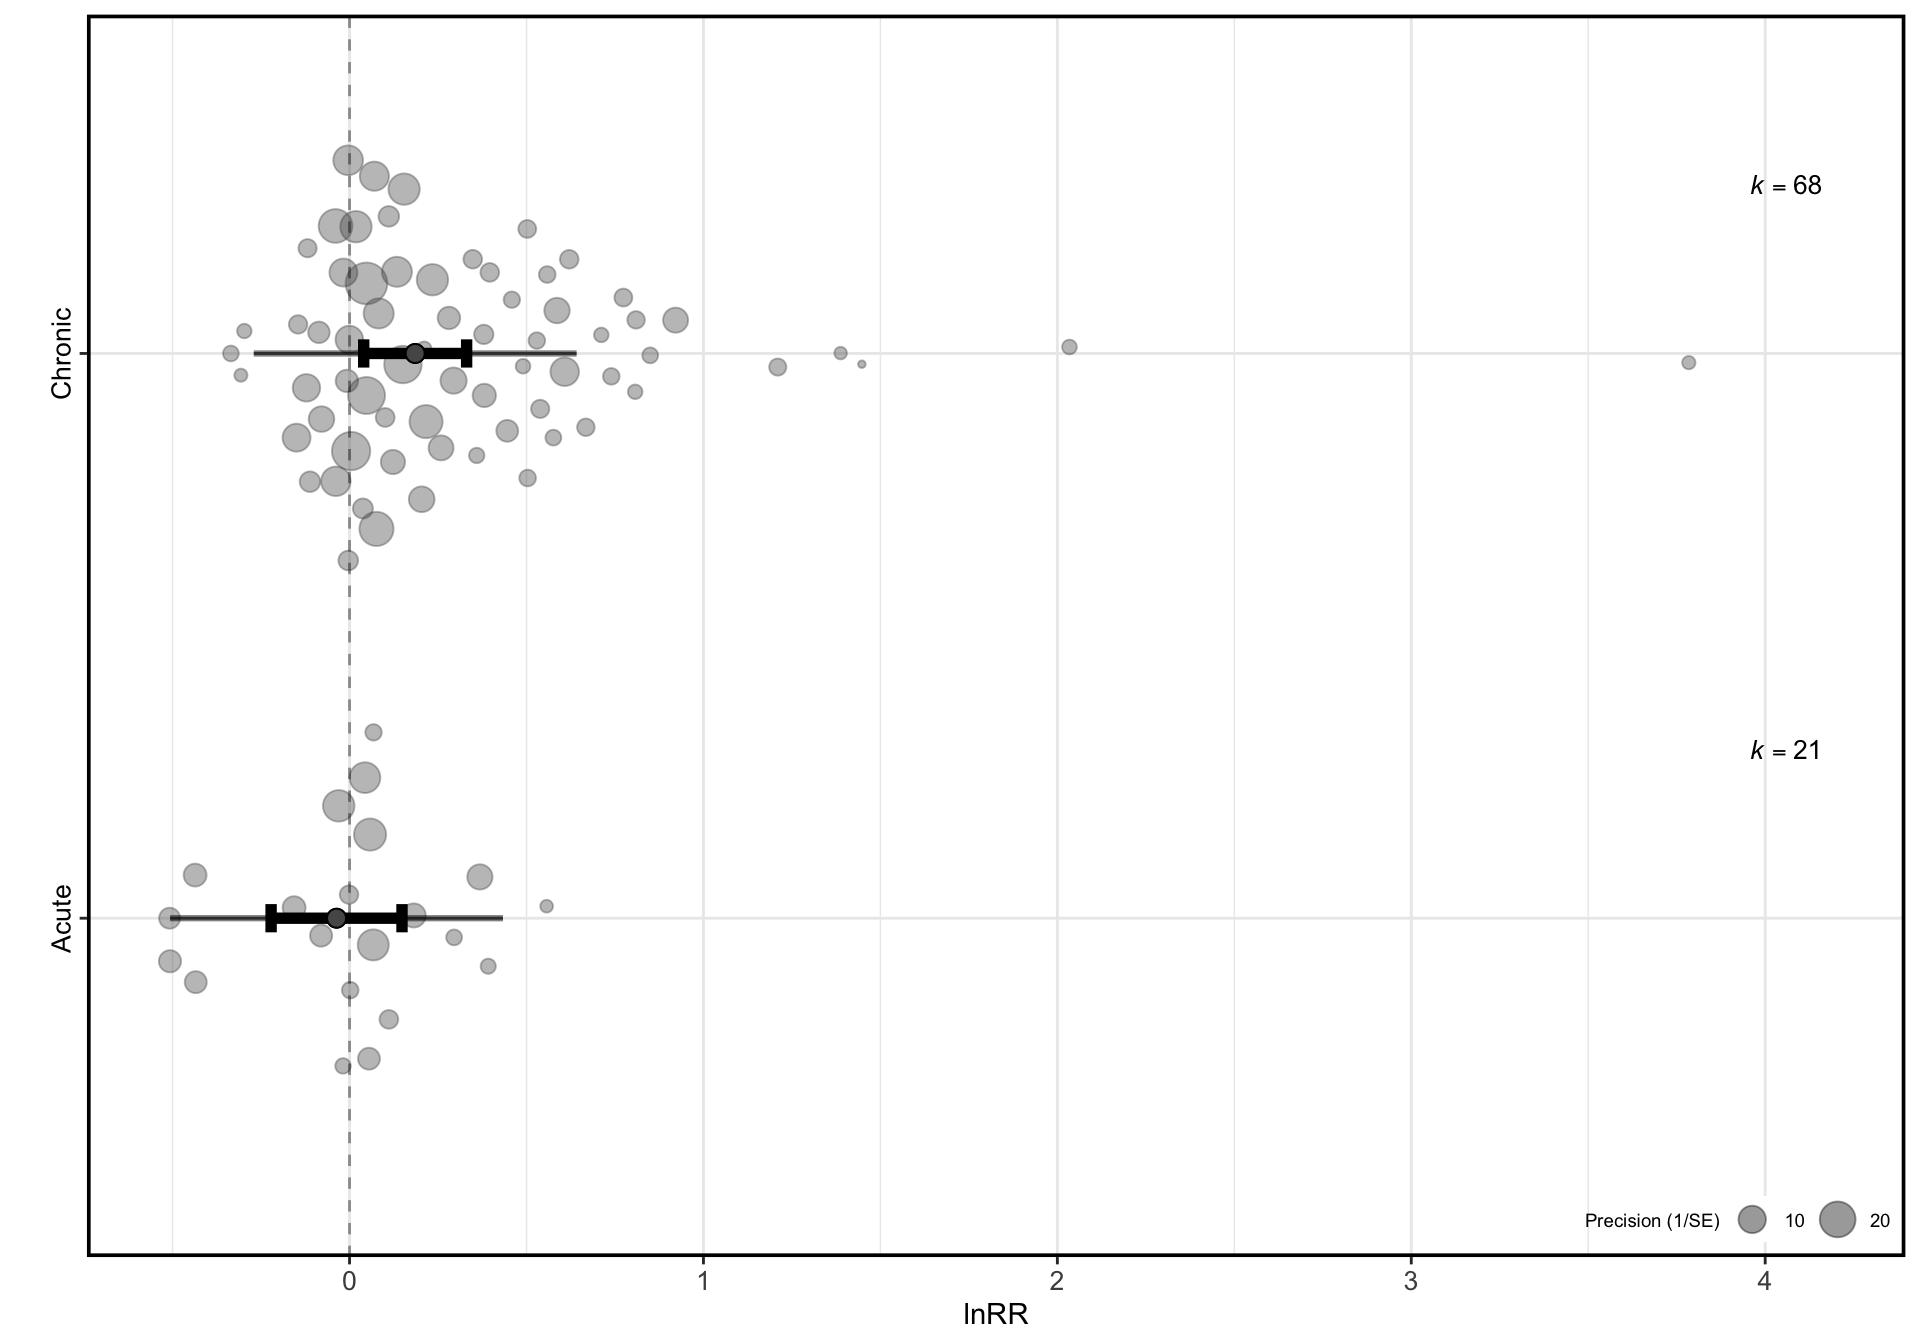 k = 68
Chronic
k = 21
Acute
Precision (1/SE) 10 20
0 1 2 3 4
lnRR